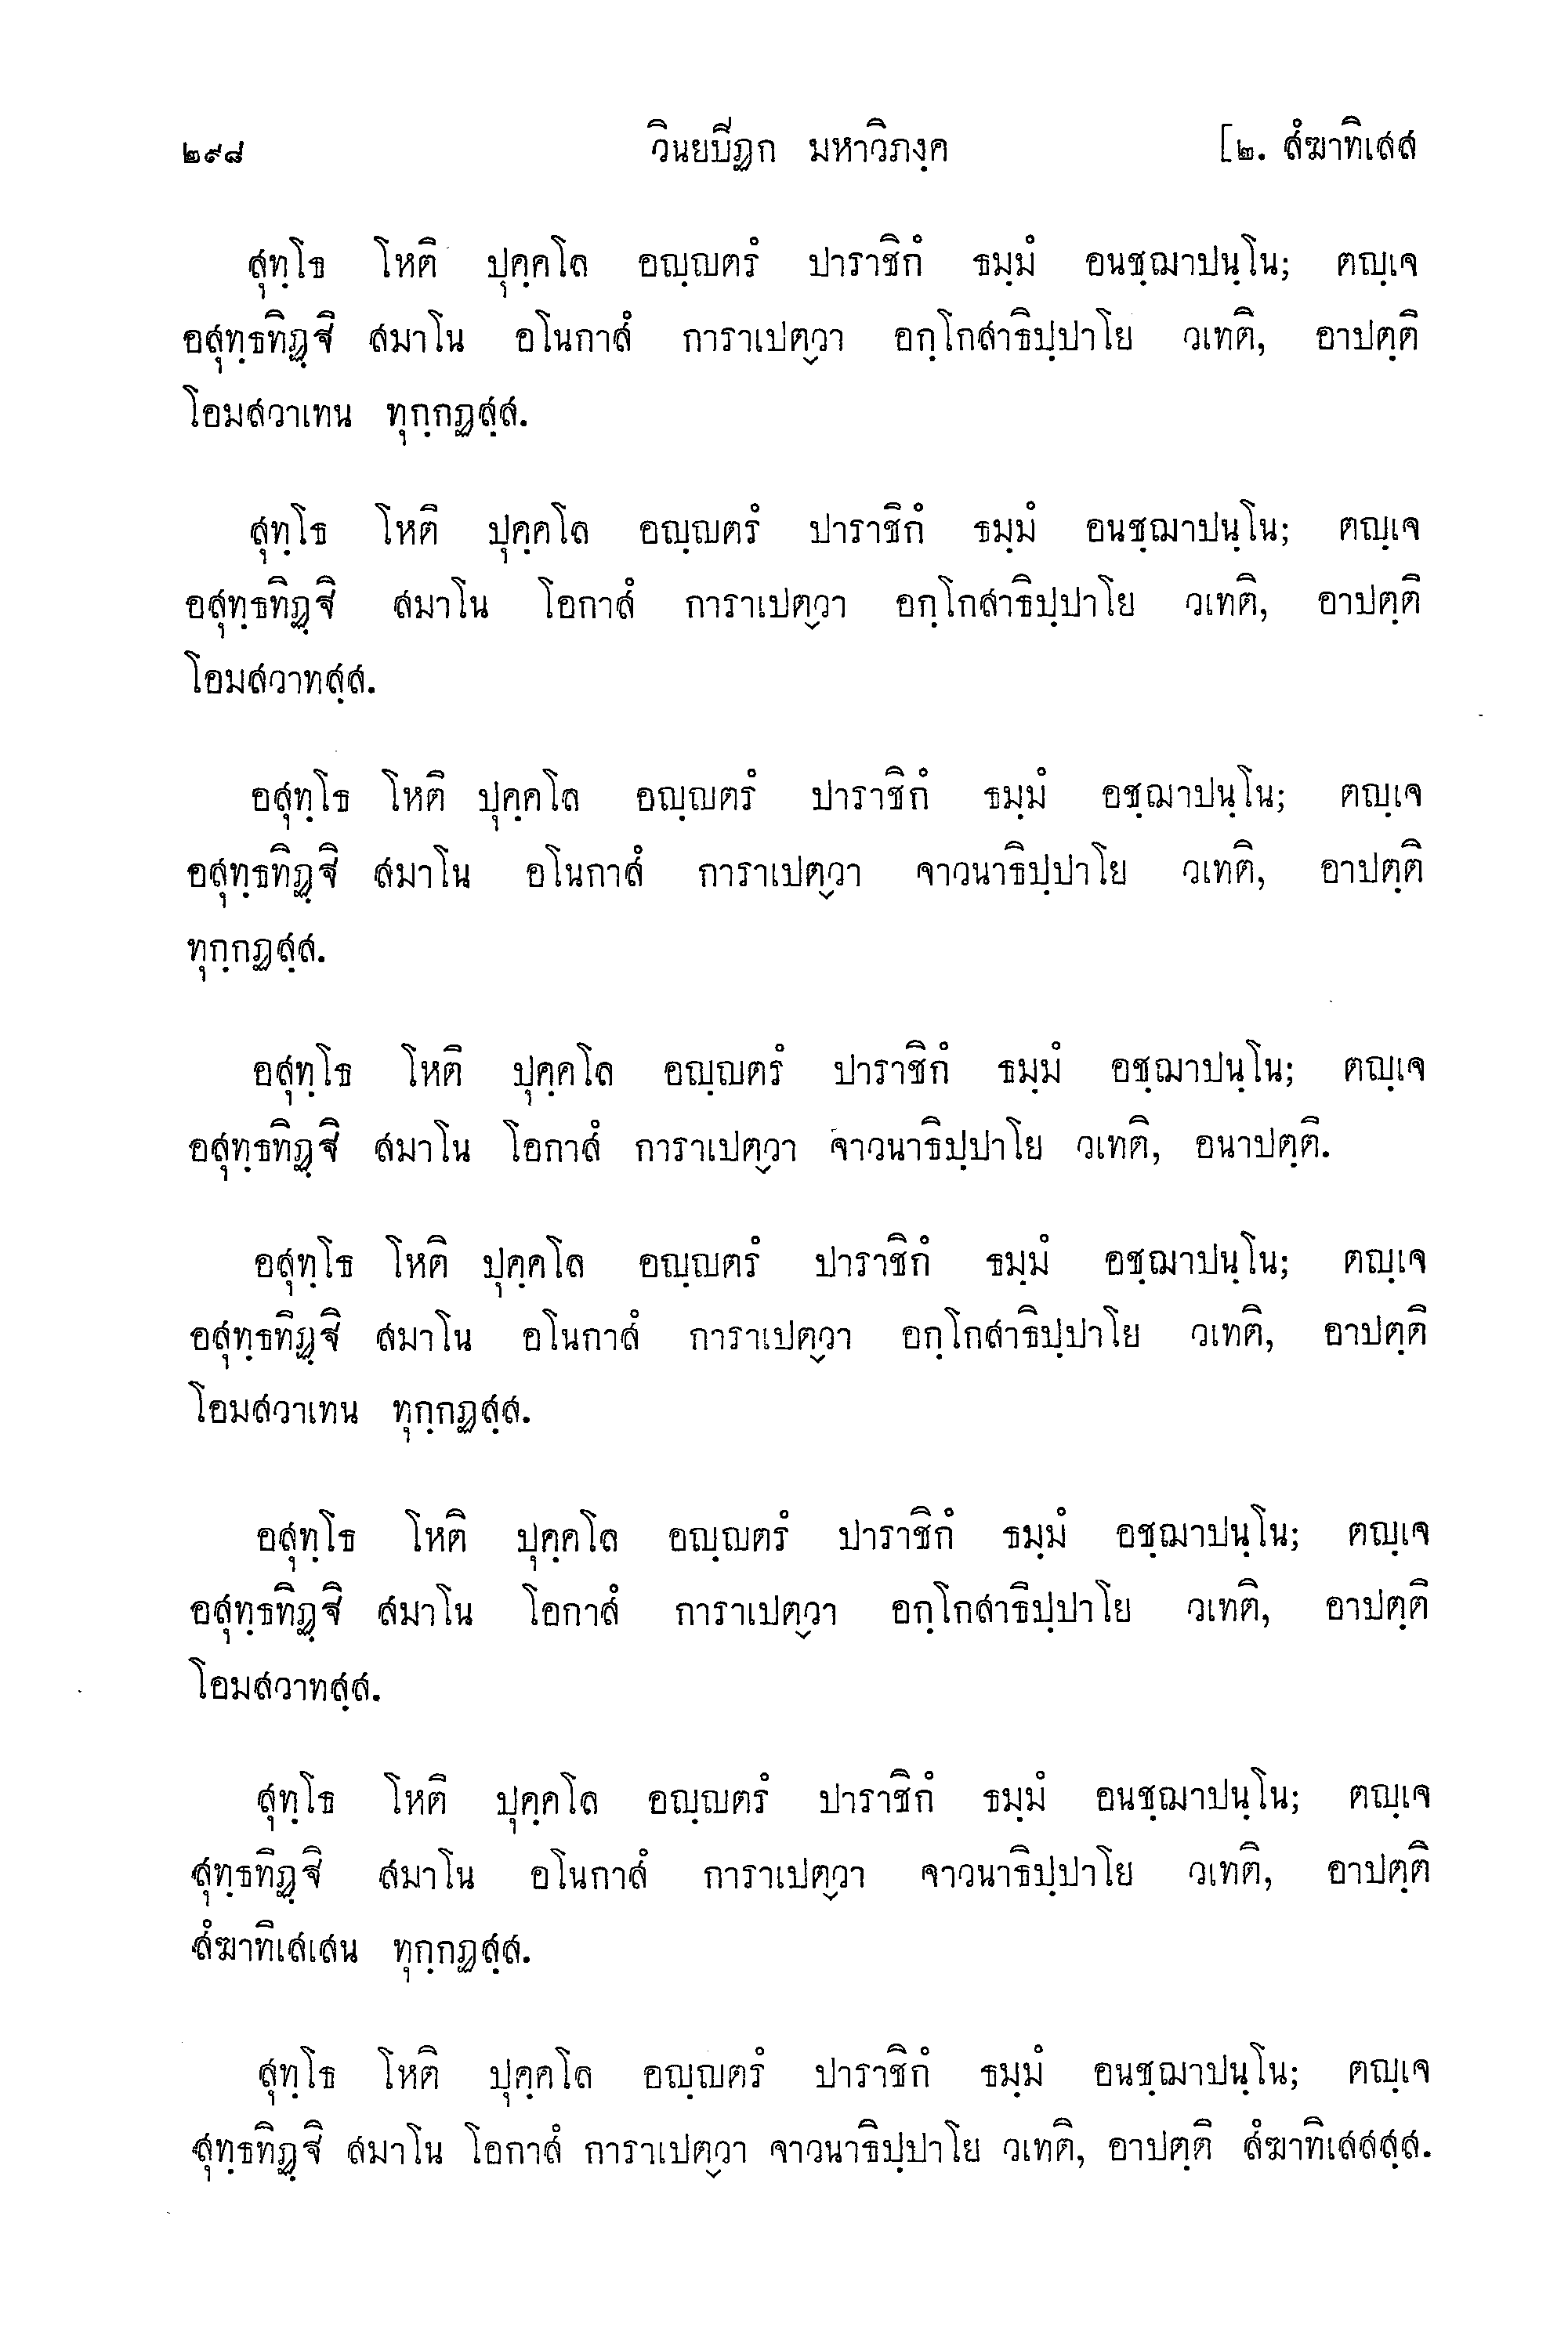 ๒๙๘ วินยปิฏก มหาวิภงฺค [๒. สํฆาทิเสส
สุทฺโธ โหติ ปุคฺคโล อญฺญตรํ ปาราชิกํ ธมฺมํ อนชฺฌาปนฺโน; ตญฺเจ
อสุทฺธทิฏฺฐิ สมาโน อโนกาสํ การาเปตฺวา อกฺโกสาธิปฺปาโย วเทติ, อาปตฺติ
โอมสวาเทน ทุกฺกฏสฺส.
สุทฺโธ โหติ ปุคฺคโล อญฺญตรํ ปาราชิกํ ธมฺมํ อนชฺฌาปนฺโน; ตญฺเจ
อสุทฺธทิฏฺฐิ สมาโน โอกาสํ การาเปตฺวา อกฺโกสาธิปฺปาโย วเทติ, อาปตฺติ
โอมสวาทสฺส.
อสุทฺโธ โหติ ปุคฺคโล อญฺญตรํ ปาราชิกํ ธมฺมํ อชฺฌาปนฺโน; ตญฺเจ
อสุทฺธทิฏฺฐิ สมาโน อโนกาสํ การาเปตฺวา จาวนาธิปฺปาโย วเทติ, อาปตฺติ
ทุกฺกฏสฺส.
อสุทฺโธ โหติ ปุคฺคโล อญฺญตรํ ปาราชิกํ ธมฺมํ อชฺฌาปนฺโน; ตญฺเจ
อสุทฺธทิฏฺฐิ สมาโน โอกาสํ การาเปตฺวา จาวนาธิปฺปาโย วเทติ, อนาปตฺติ.
อสุทฺโธ โหติ ปุคฺคโล อญฺญตรํ ปาราชิกํ ธมฺมํ อชฺฌาปนฺโน; ตญฺเจ
อสุทฺธทิฏฺฐิ สมาโน อโนกาสํ การาเปตฺวา อกฺโกสาธิปฺปาโย วเทติ, อาปตฺติ
โอมสวาเทน ทุกฺกฏสฺส.
อสุทฺโธ โหติ ปุคฺคโล อญฺญตรํ ปาราชิกํ ธมฺมํ อชฺฌาปนฺโน; ตญฺเจ
อสุทฺธทิฏฺฐิ สมาโน โอกาสํ การาเปตฺวา อกฺโกสาธิปฺปาโย วเทติ, อาปตฺติ
โอมสวาทสฺส.
สุทฺโธ โหติ ปุคฺคโล อญฺญตรํ ปาราชิกํ ธมฺมํ อนชฺฌาปนฺโน; ตญฺเจ
สุทฺธทิฏฺฐิ สมาโน อโนกาสํ การาเปตฺวา จาวนาธิปฺปาโย วเทติ, อาปตฺติ
สํฆาทิเสเสน ทุกฺกฏสฺส.
สุทฺโธ โหติ ปุคฺคโล อญฺญตรํ ปาราชิกํ ธมฺมํ อนชฺฌาปนฺโน; ตญฺเจ
สุทฺธทิฏฺฐิ สมาโน โอกาสํ การาเปตฺวา จาวนาธิปฺปาโย วเทติ, อาปตฺติ สํฆาทิเสสสฺส.